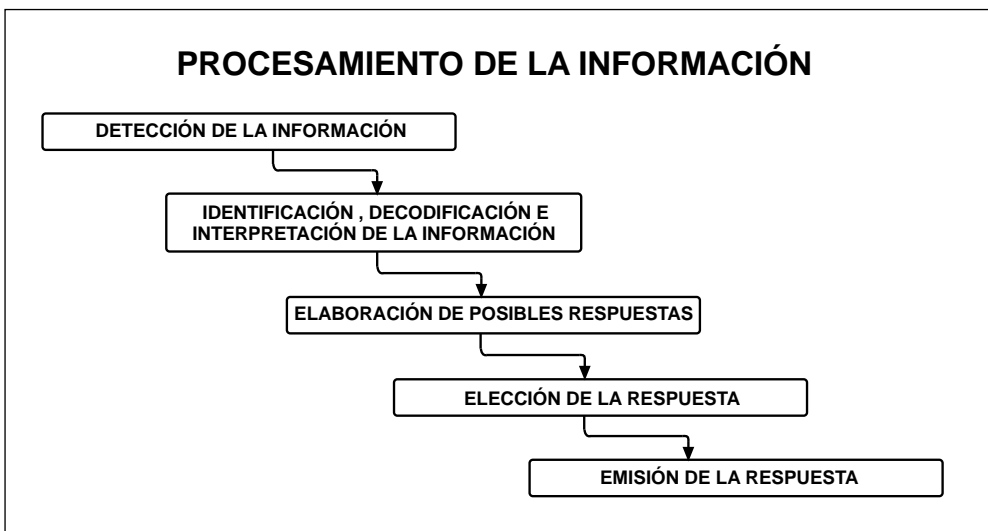 PROCESAMIENTO DE LA INFORMACIÓN
DETECCIÓN DE LA INFORMACIÓN
IDENTIFICACIÓN , DECODIFICACIÓN E
INTERPRETACIÓN DE LA INFORMACIÓN
ELABORACIÓN DE POSIBLES RESPUESTAS
ELECCIÓN DE LA RESPUESTA
EMISIÓN DE LA RESPUESTA